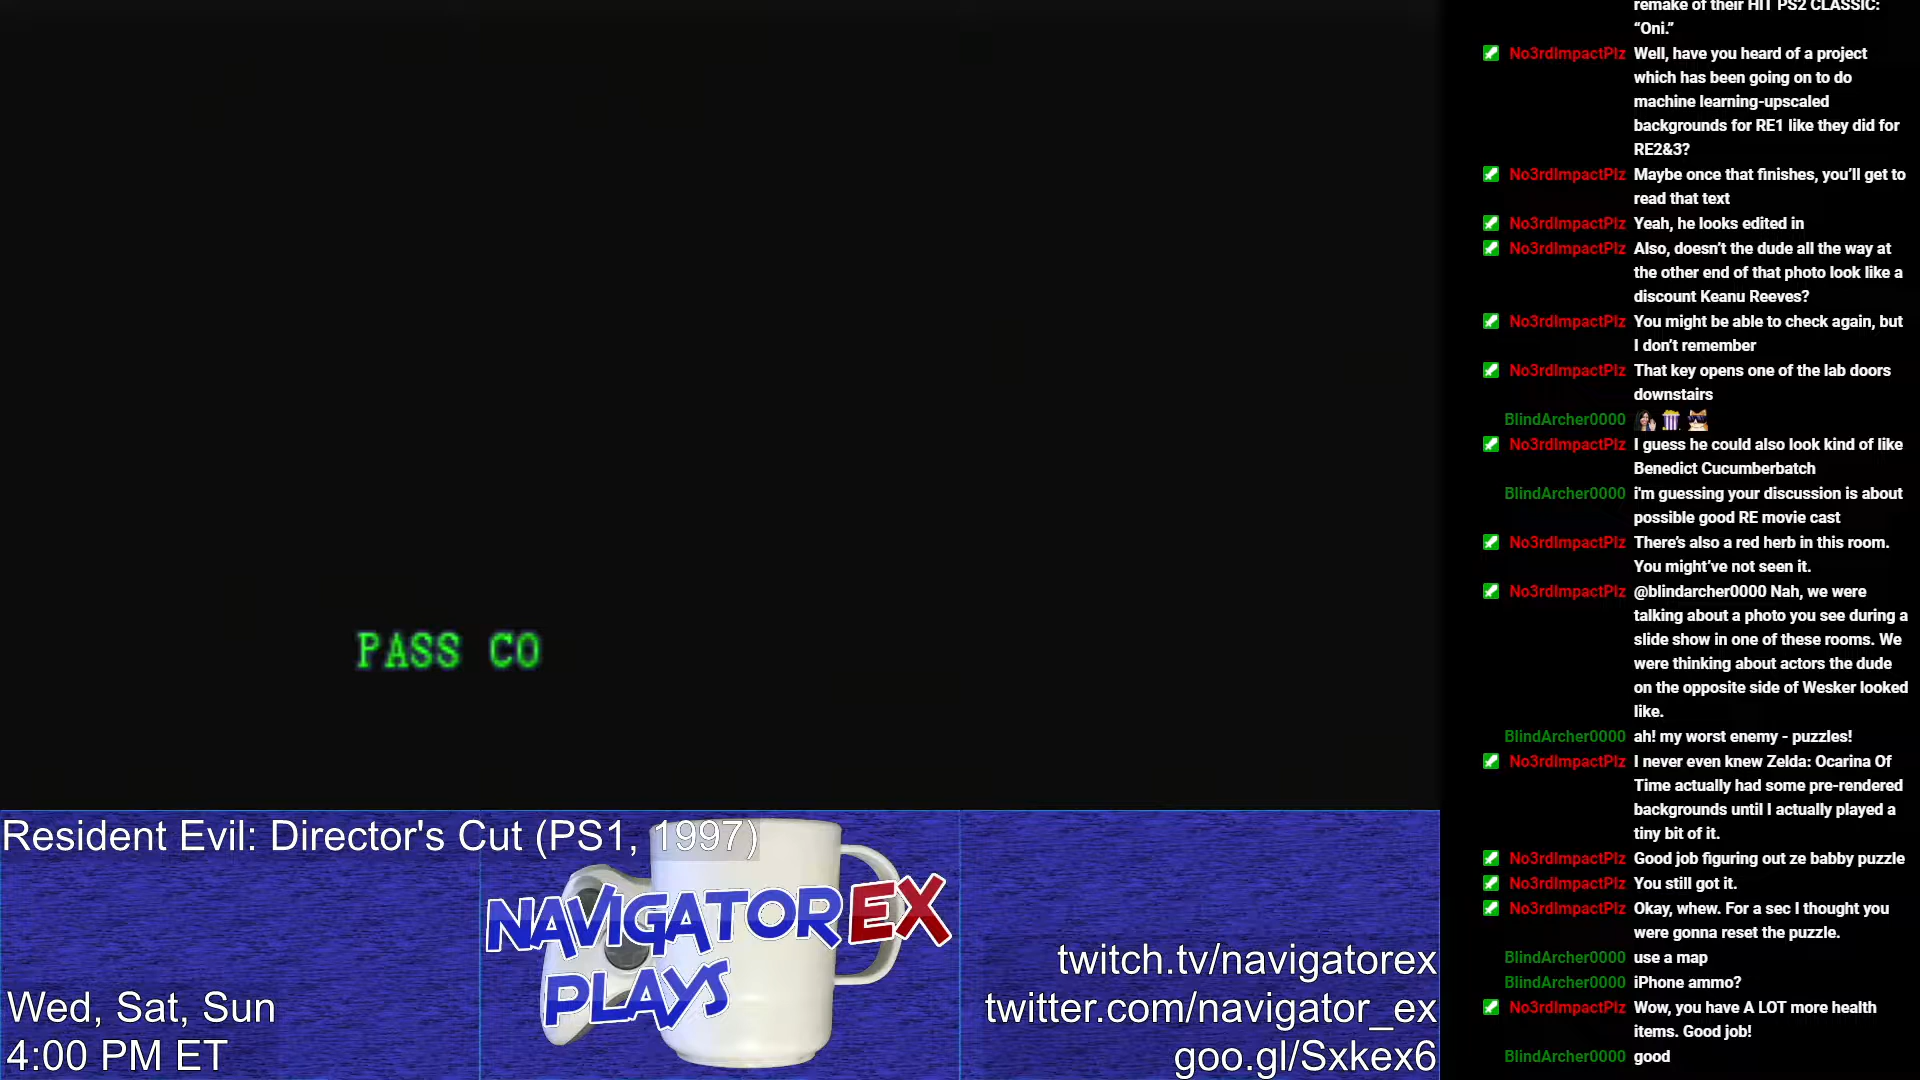 PASS CO
Resident Evil: Director's Cut (PS1, 1997)
NAVIGATOR EX
PLAYS
Wed, Sat, Sun
4:00 PM ET
twitch.tv/navigatorex
twitter.com/navigator_ex
goo.gl/Sxkex6
remake of their HIT PS2 CLASSIC:
“Oni.”
No3rdImpactPlz Well, have you heard of a project
which has been going on to do
machine learning-upscaled
backgrounds for RE1 like they did for
RE2&3?
No3rdImpactPlz Maybe once that finishes, you’ll get to
read that text
No3rdImpactPlz Yeah, he looks edited in
No3rdImpactPlz Also, doesn’t the dude all the way at
the other end of that photo look like a
discount Keanu Reeves?
No3rdImpactPlz You might be able to check again, but
I don’t remember
No3rdImpactPlz That key opens one of the lab doors
downstairs
BlindArcher0000
No3rdImpactPlz I guess he could also look kind of like
Benedict Cucumberbatch
BlindArcher0000 i'm guessing your discussion is about
possible good RE movie cast
No3rdImpactPlz There’s also a red herb in this room.
You might’ve not seen it.
No3rdImpactPlz @blindarcher0000 Nah, we were
talking about a photo you see during a
slide show in one of these rooms. We
were thinking about actors the dude
on the opposite side of Wesker looked
like.
BlindArcher0000 ah! my worst enemy - puzzles!
No3rdImpactPlz I never even knew Zelda: Ocarina Of
Time actually had some pre-rendered
backgrounds until I actually played a
tiny bit of it.
No3rdImpactPlz Good job figuring out ze babby puzzle
No3rdImpactPlz You still got it.
No3rdImpactPlz Okay, whew. For a sec I thought you
were gonna reset the puzzle.
BlindArcher0000 use a map
BlindArcher0000 iPhone ammo?
No3rdImpactPlz Wow, you have A LOT more health
items. Good job!
BlindArcher0000 good